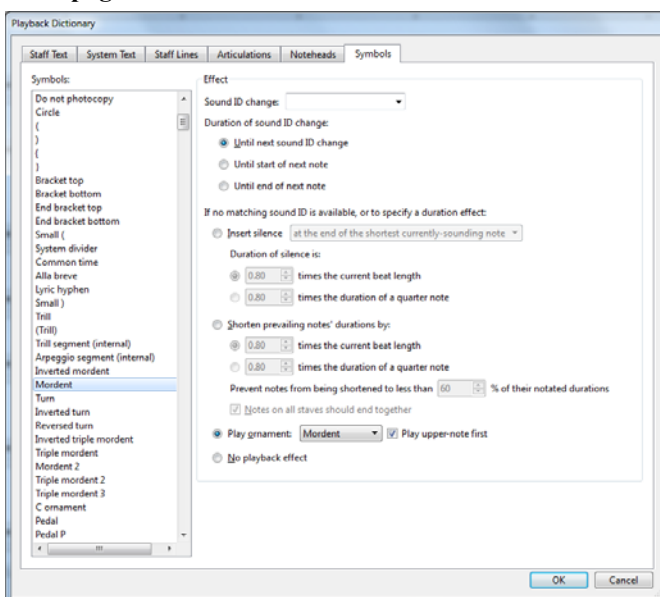 Playback Dictionary
Staff Text System Text Staff Lines Articulations Noteheads Symbols
Symbols:
Do not photocopy
Circle
(
)
{
}
Bracket top
Bracket bottom
End bracket top
End bracket bottom
Small (
System divider
Common time
Alla breve
Lyric hyphen
Small )
Trill
(Trill)
Trill segment (internal)
Arpeggio segment (internal)
Inverted mordent
Mordent
Turn
Inverted turn
Reversed turn
Inverted triple mordent
Triple mordent
Mordent 2
Triple mordent 2
Triple mordent 3
C ornament
Pedal
Pedal P
Effect
Sound ID change:
Duration of sound ID change:
Until next sound ID change
Until start of next note
Until end of next note
If no matching sound ID is available, or to specify a duration effect:
Insert silence at the end of the shortest currently-sounding note
Duration of silence is:
0.80 times the current beat length
0.80 times the duration of a quarter note
Shorten prevailing notes' durations by:
0.80 times the current beat length
0.80 times the duration of a quarter note
Prevent notes from being shortened to less than 60 % of their notated durations
Notes on all staves should end together
Play ornament: Mordent Play upper-note first
No playback effect
OK Cancel